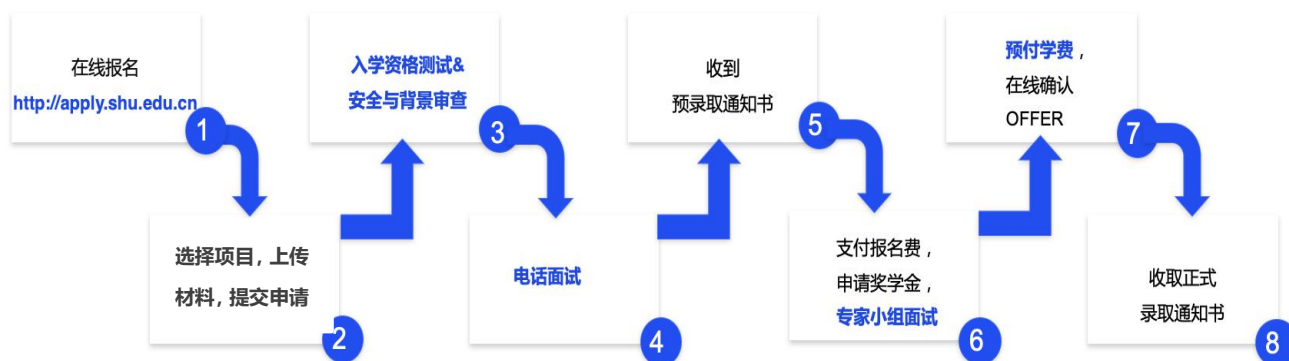 在线报名
http://apply.shu.edu.cn
1
选择项目, 上传
材料, 提交申请
2
入学资格测试&
安全与背景审查
3
电话面试
4
收到
预录取通知书
5
支付报名费，
申请奖学金，
专家小组面试
6
预付学费，
在线确认
OFFER
7
收取正式
录取通知书
8